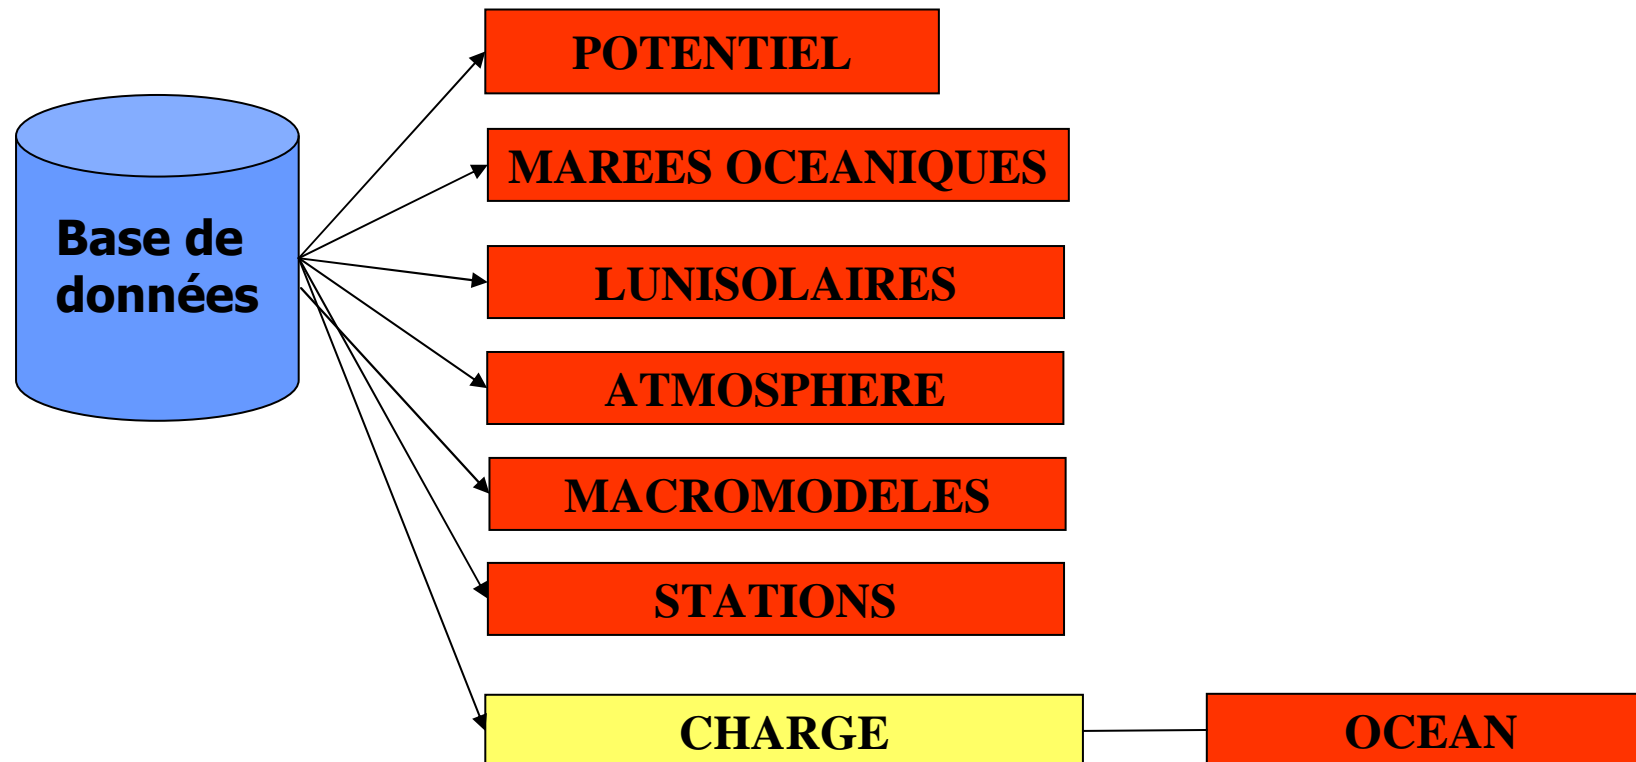 POTENTIEL
MAREES OCEANIQUES
Base de
données
LUNISOLAIRES
ATMOSPHERE
MACROMODELES
STATIONS
CHARGE
OCEAN